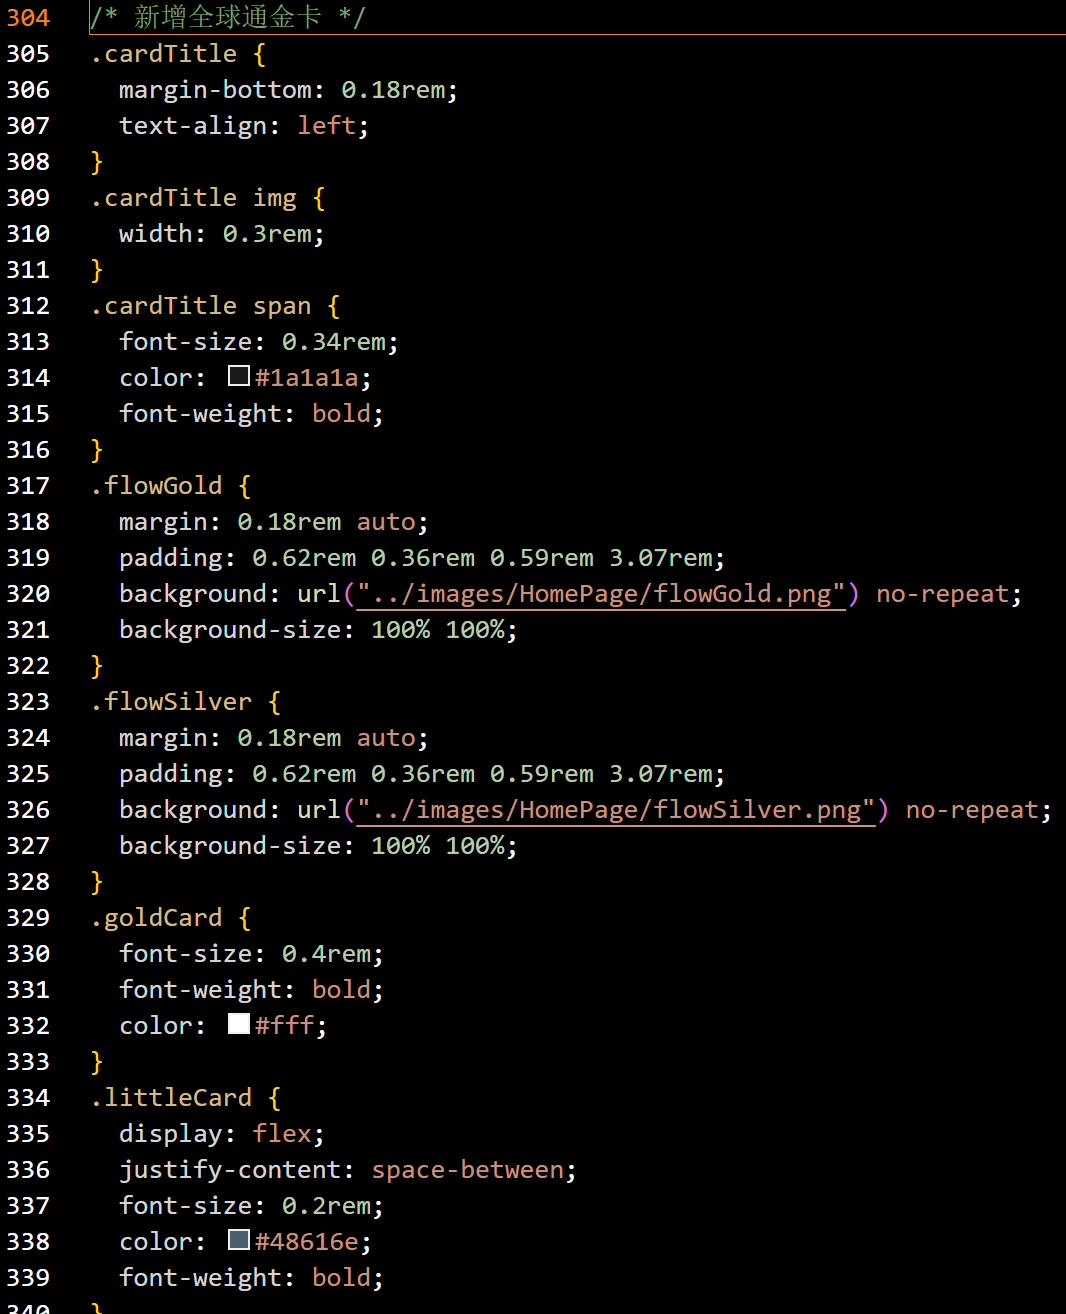 304 /* 新增全球通金卡 */
305 .cardTitle {
306 margin-bottom: 0.18rem;
307 text-align: left;
308 }
309 .cardTitle img {
310 width: 0.3rem;
311 }
312 .cardTitle span {
313 font-size: 0.34rem;
314 color: #1a1a1a;
315 font-weight: bold;
316 }
317 .flowGold {
318 margin: 0.18rem auto;
319 padding: 0.62rem 0.36rem 0.59rem 3.07rem;
320 background: url("../images/HomePage/flowGold.png") no-repeat;
321 background-size: 100% 100%;
322 }
323 .flowSilver {
324 margin: 0.18rem auto;
325 padding: 0.62rem 0.36rem 0.59rem 3.07rem;
326 background: url("../images/HomePage/flowSilver.png") no-repeat;
327 background-size: 100% 100%;
328 }
329 .goldCard {
330 font-size: 0.4rem;
331 font-weight: bold;
332 color: #fff;
333 }
334 .littleCard {
335 display: flex;
336 justify-content: space-between;
337 font-size: 0.2rem;
338 color: #48616e;
339 font-weight: bold;
340 }